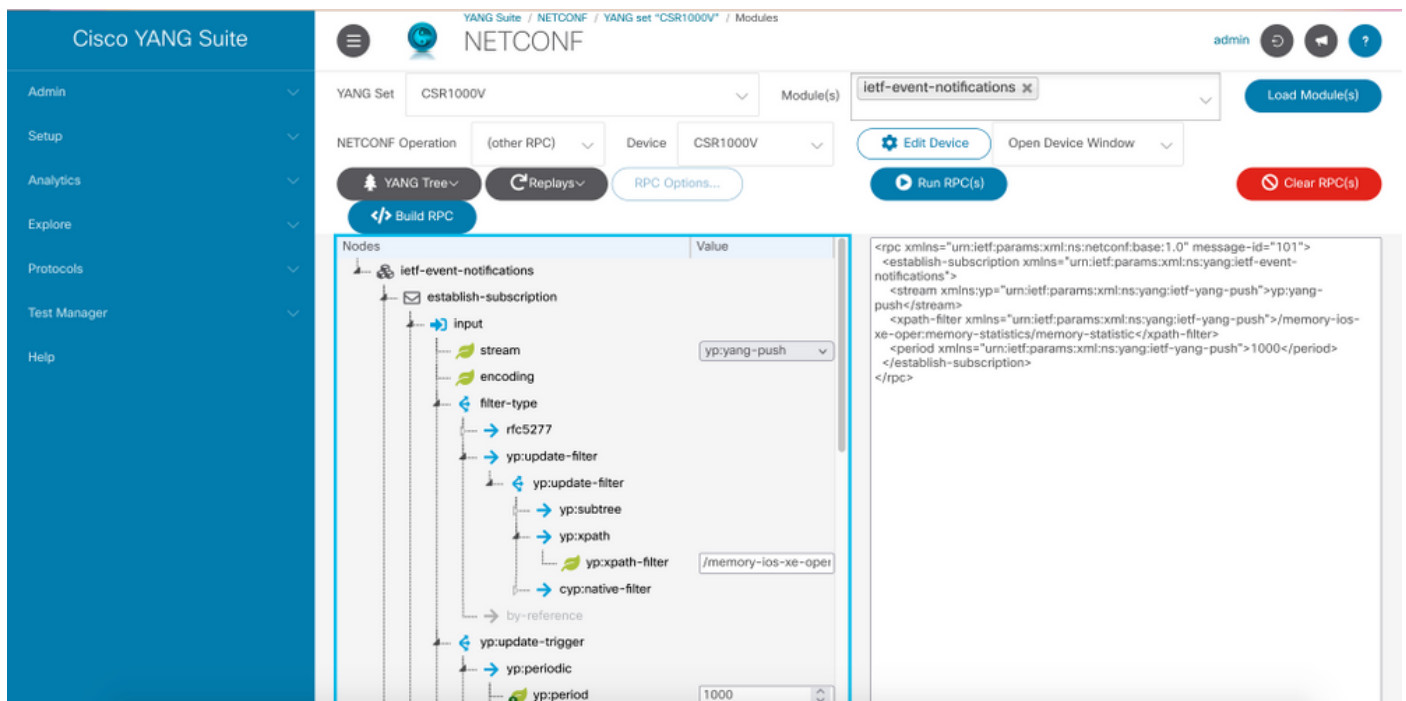 Cisco YANG Suite
YANG Suite / NETCONF / YANG set "CSR1000V" / Modules
NETCONF
admin
?
Admin
Setup
Analytics
Explore
Protocols
Test Manager
Help
YANG Set CSR1000V Module(s) ietf-event-notifications × Load Module(s)
NETCONF Operation (other RPC) Device CSR1000V Edit Device Open Device Window
YANG Tree Replays RPC Options... Run RPC(s) Clear RPC(s)
</> Build RPC
Nodes Value
ietf-event-notifications
establish-subscription
input
stream yp:yang-push
encoding
filter-type
rfc5277
yp:update-filter
yp:update-filter
yp:subtree
yp:xpath
yp:xpath-filter /memory-ios-xe-oper
cyp:native-filter
by-reference
yp:update-trigger
yp:periodic
yp:period 1000
<rpc xmlns="urn:ietf:params:xml:ns:netconf:base:1.0" message-id="101">
<establish-subscription xmlns="urn:ietf:params:xml:ns:yang:ietf-event-
notifications">
<stream xmlns:yp="urn:ietf:params:xml:ns:yang:ietf-yang-push">yp:yang-
push</stream>
<xpath-filter xmlns="urn:ietf:params:xml:ns:yang:ietf-yang-push">/memory-ios-
xe-oper:memory-statistics/memory-statistic</xpath-filter>
<period xmlns="urn:ietf:params:xml:ns:yang:ietf-yang-push">1000</period>
</establish-subscription>
</rpc>